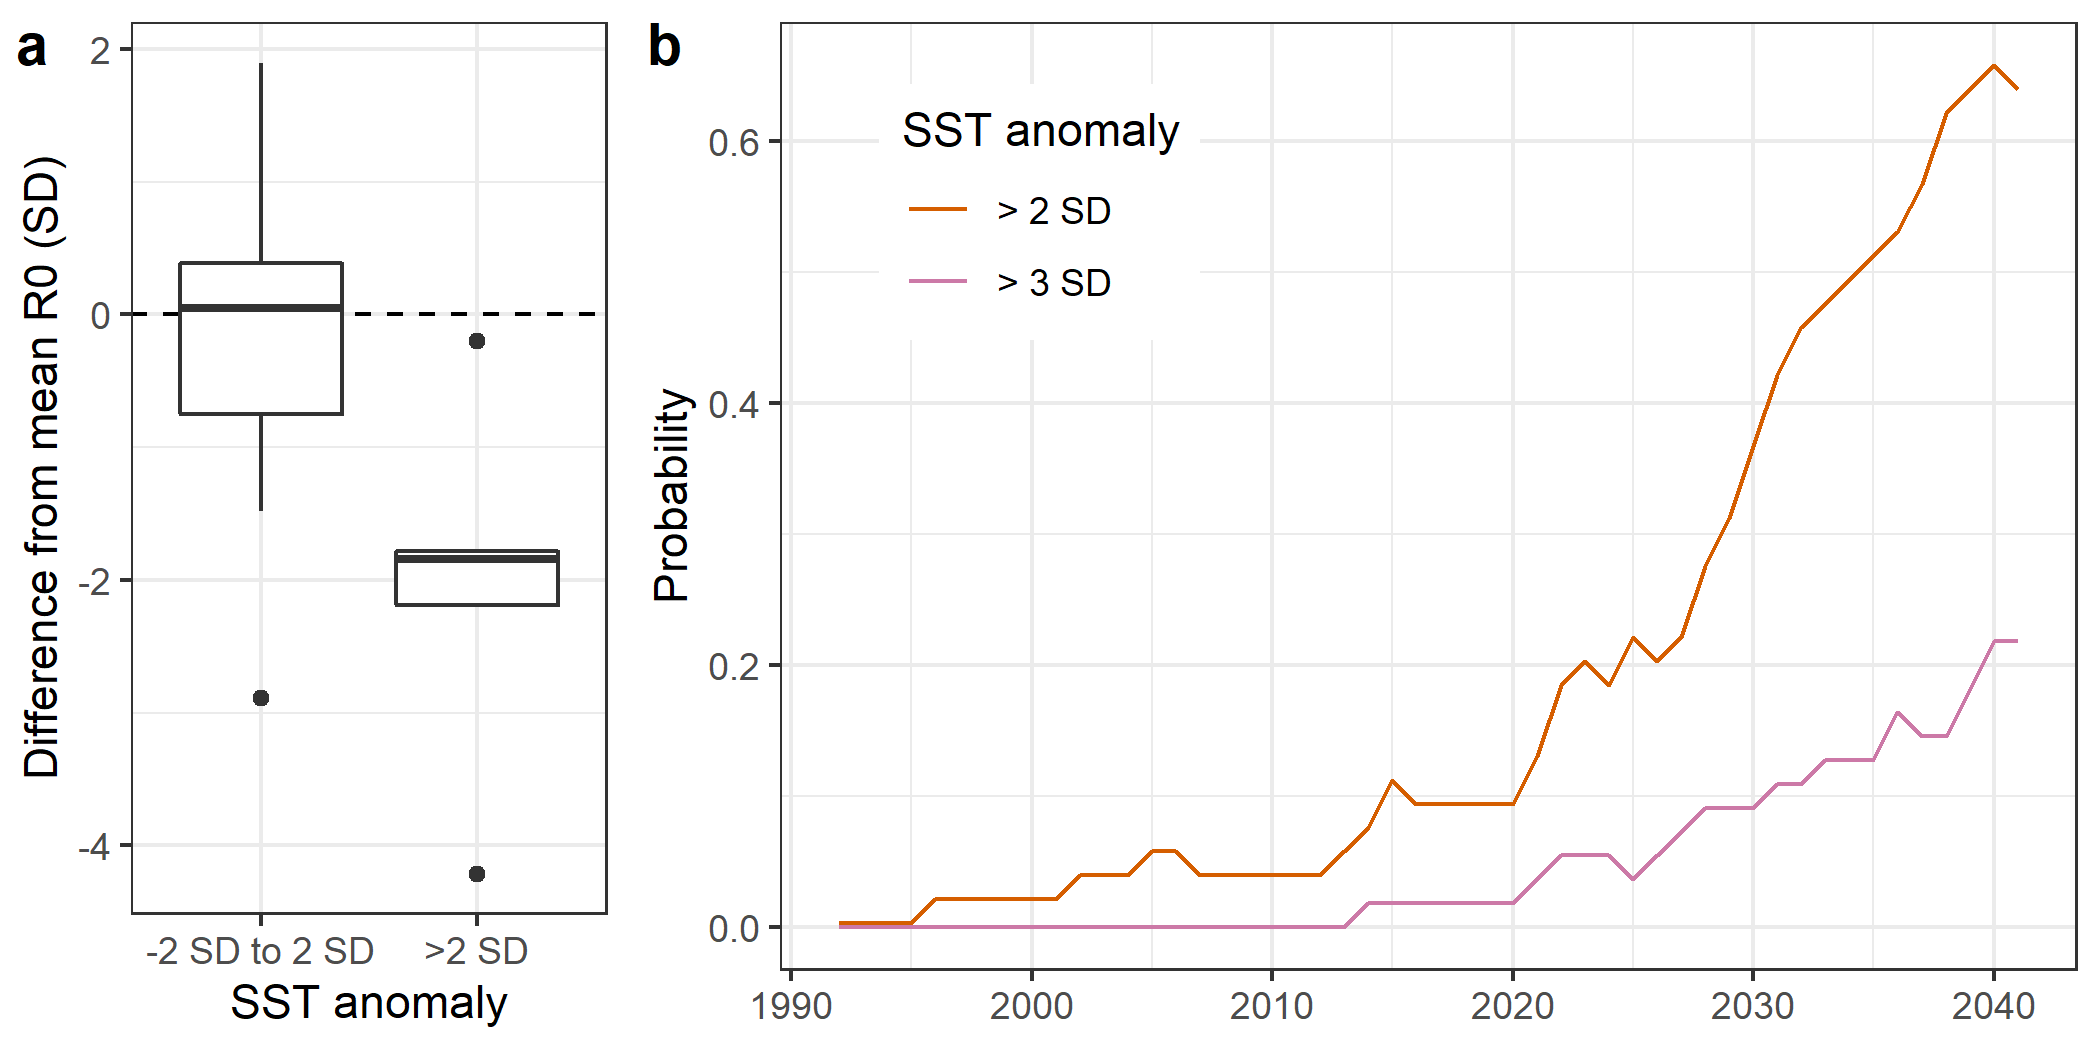 a
Difference from mean R0 (SD)
2
0
-2
-4
-2 SD to 2 SD
>2 SD
SST anomaly
b
Probability
0.6
0.4
0.2
0.0
SST anomaly
> 2 SD
> 3 SD
1990
2000
2010
2020
2030
2040